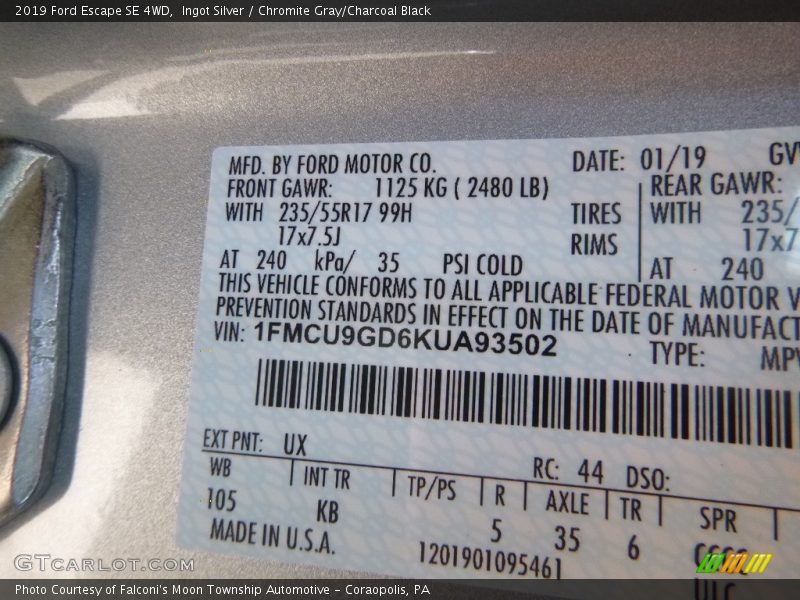 2019 Ford Escape SE 4WD,  Ingot Silver / Chromite Gray/Charcoal Black
MFD. BY FORD MOTOR CO. DATE: 01/19
FRONT GAWR: 1125 KG ( 2480 LB) REAR GAWR:
WITH 235/55R17 99H TIRES WITH 235/
17x7.5J RIMS 17x7
AT 240 kPa/ 35 PSI COLD AT 240
THIS VEHICLE CONFORMS TO ALL APPLICABLE FEDERAL MOTOR V
PREVENTION STANDARDS IN EFFECT ON THE DATE OF MANUFACT
VIN: 1FMCU9GD6KUA93502 TYPE: MPV
EXT PNT: UX RC: 44 DSO:
WB INT TR TP/PS R AXLE TR SPR
105 KB 5 35 6
MADE IN U.S.A. 1201901095461
GTCarLot.com
Photo Courtesy of Falconi's Moon Township Automotive - Coraopolis, PA